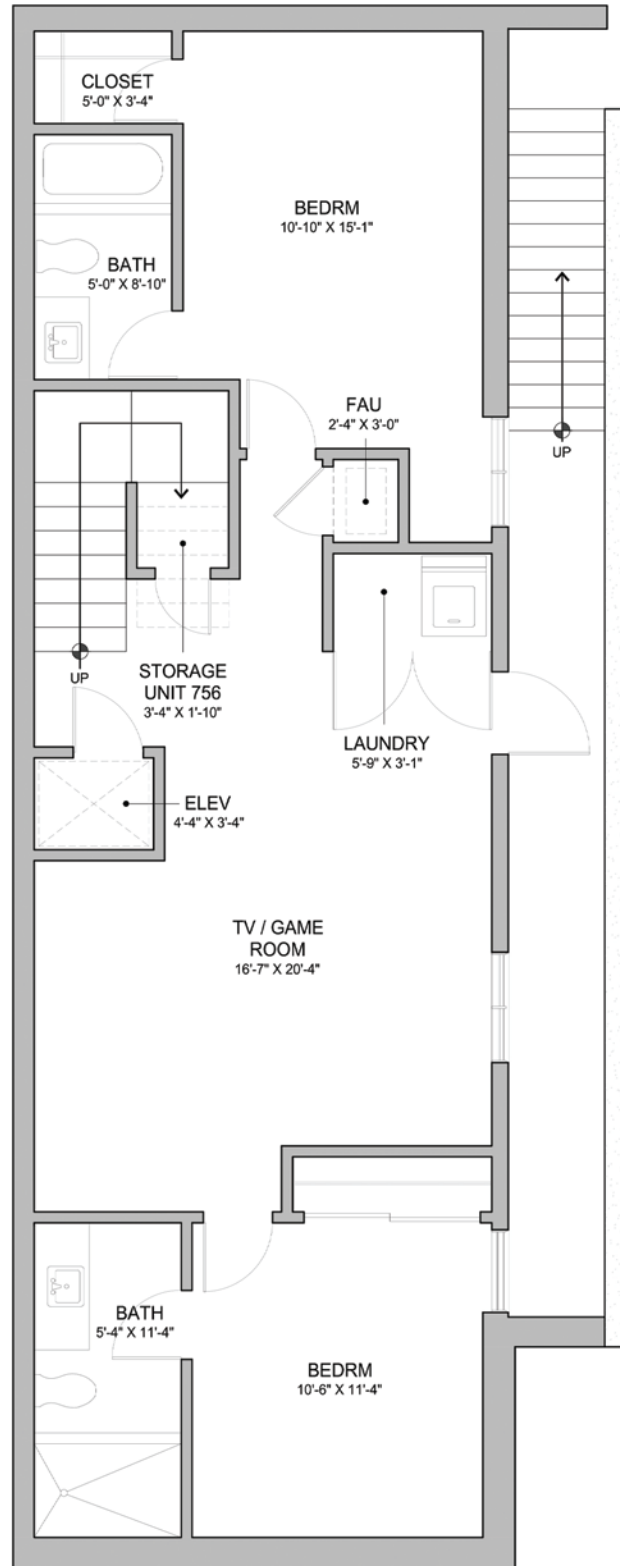 CLOSET
5'-0" X 3'-4"
BEDRM
10'-10" X 15'-1"
BATH
5'-0" X 8'-10"
FAU
2'-4" X 3'-0"
UP
UP
STORAGE
UNIT 756
3'-4" X 1'-10"
LAUNDRY
5'-9" X 3'-1"
ELEV
4'-4" X 3'-4"
TV / GAME
ROOM
16'-7" X 20'-4"
BATH
5'-4" X 11'-4"
BEDRM
10'-6" X 11'-4"